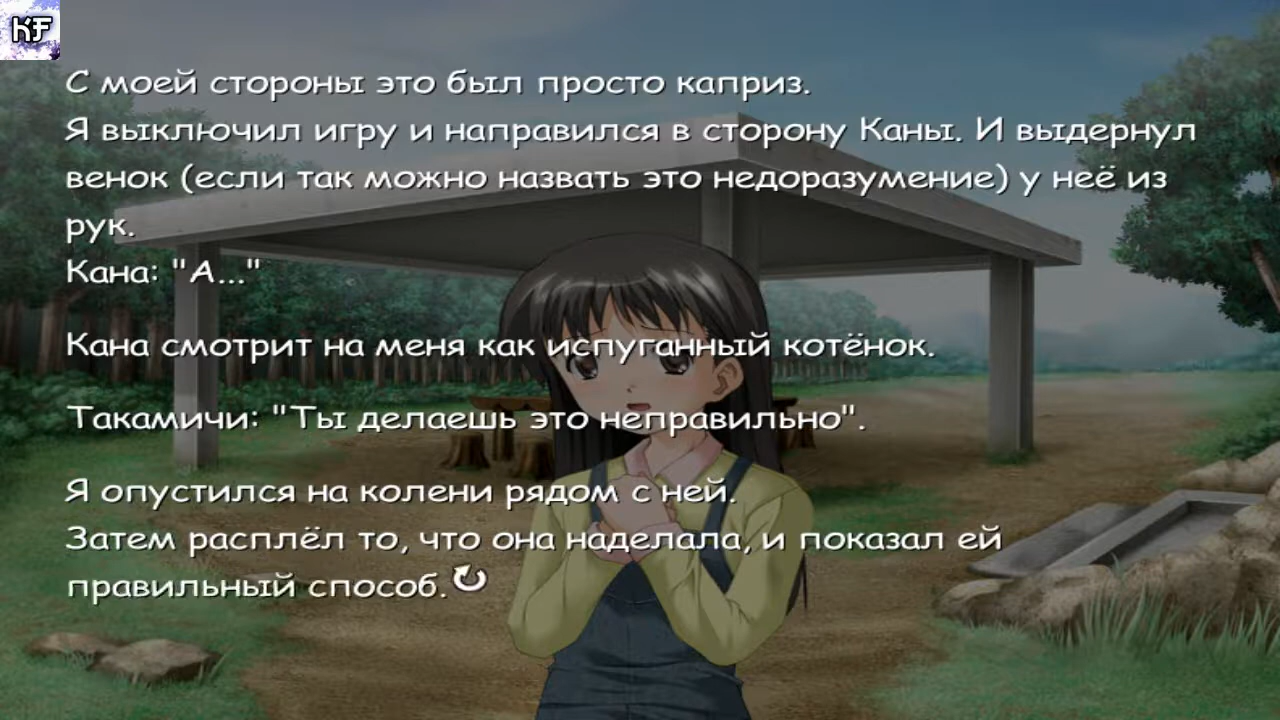 KF
С моей стороны это был просто каприз.
Я выключил игру и направился в сторону Каны. И выдернул
венок (если так можно назвать это недоразумение) у неё из
рук.
Кана: "А..."
Кана смотрит на меня как испуганный котёнок.
Такамичи: "Ты делаешь это неправильно".
Я опустился на колени рядом с ней.
Затем расплёл то, что она наделала, и показал ей
правильный способ.